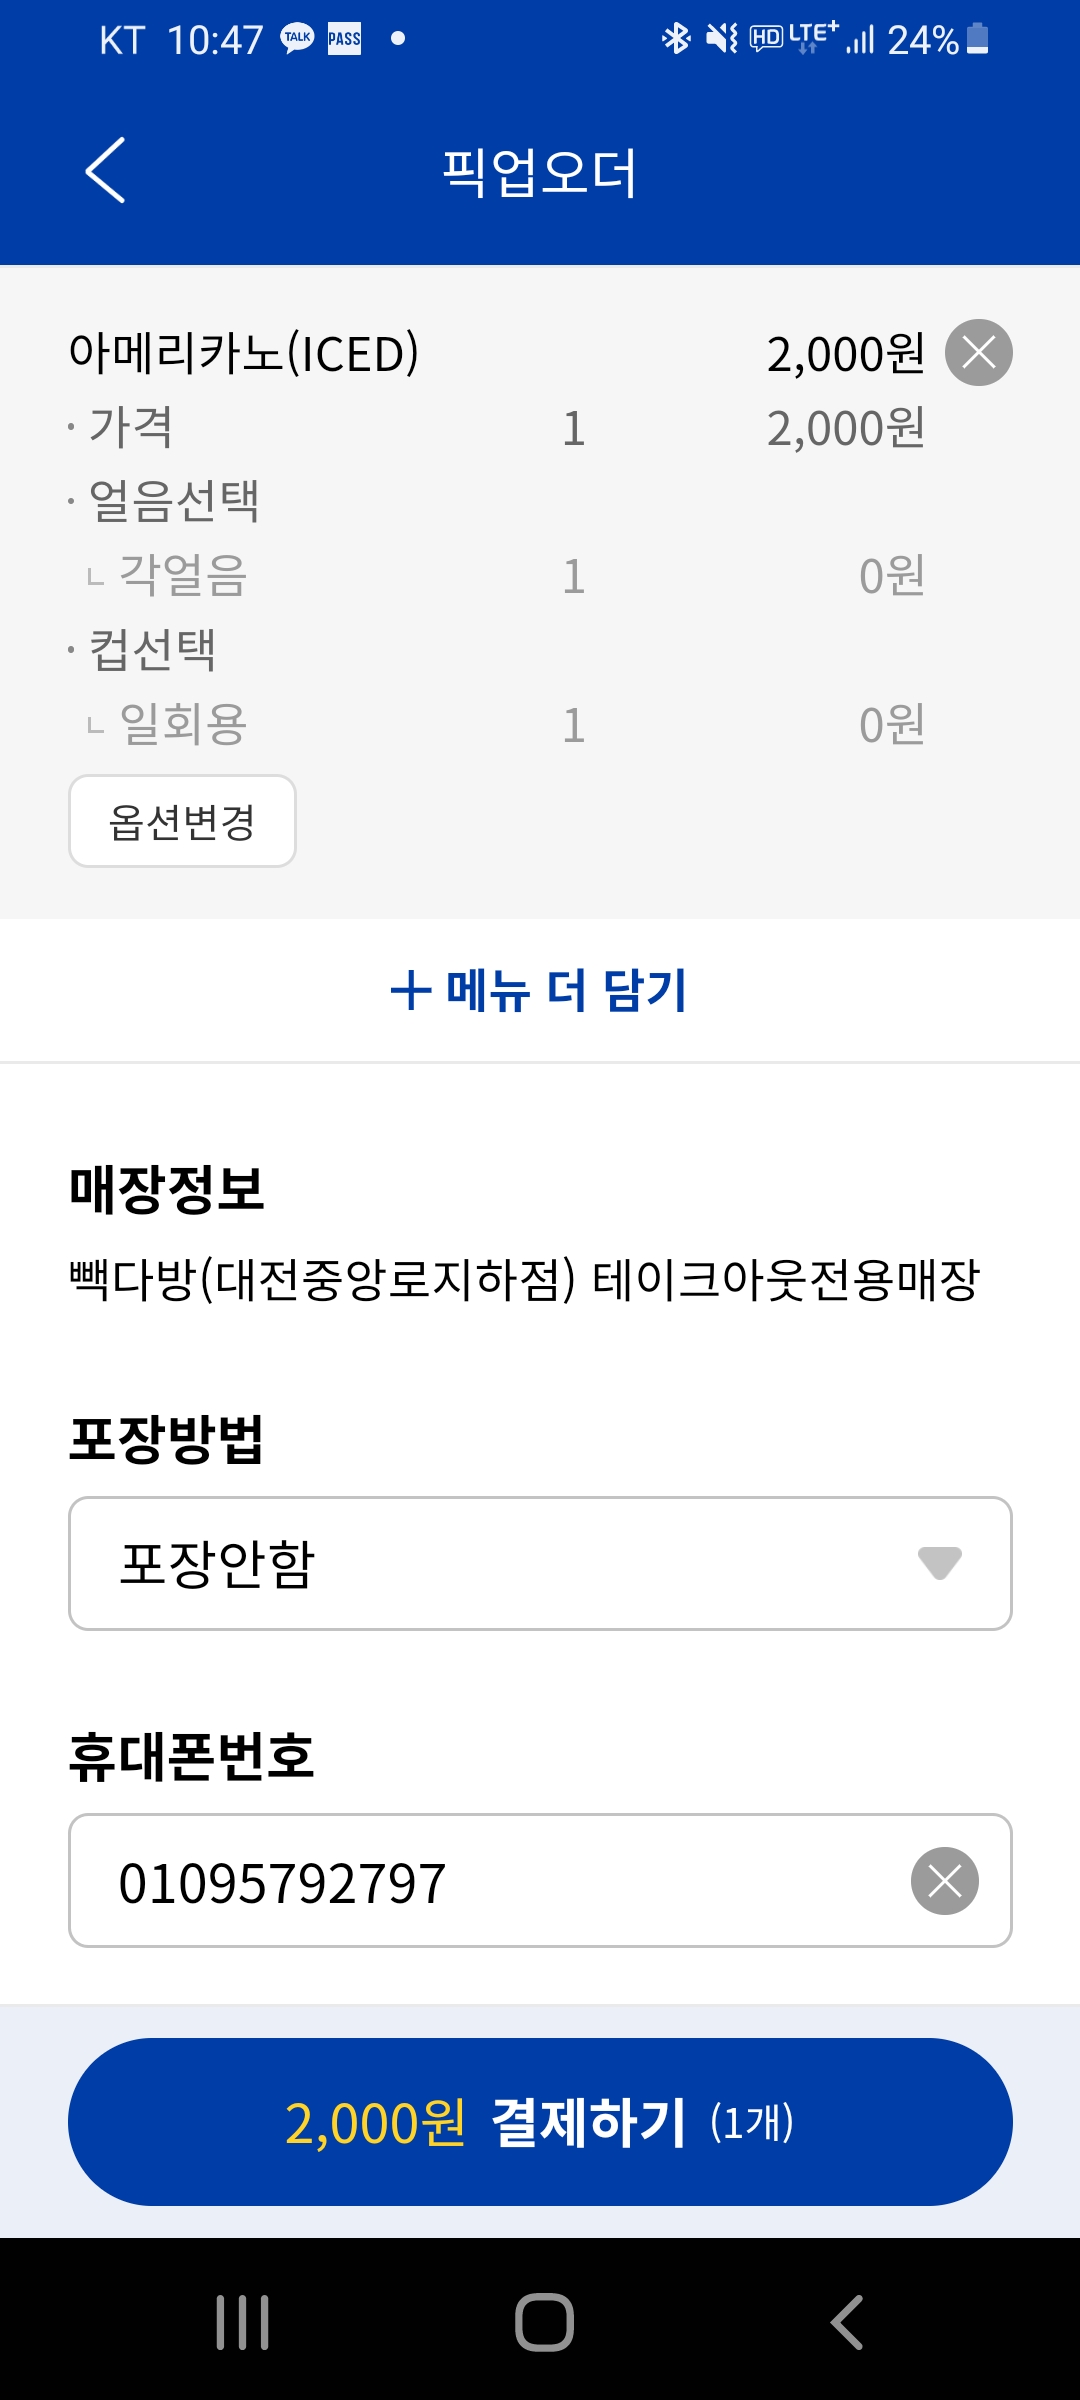 KT 10:47 TALK PASS HD LTE+ 24%
픽업오더
아메리카노(ICED) 2,000원
· 가격 1 2,000원
· 얼음선택
ㄴ 각얼음 1 0원
· 컵선택
ㄴ 일회용 1 0원
옵션변경
+ 메뉴 더 담기
매장정보
빽다방(대전중앙로지하점) 테이크아웃전용매장
포장방법
포장안함
휴대폰번호
01095792797
2,000원 결제하기 (1개)